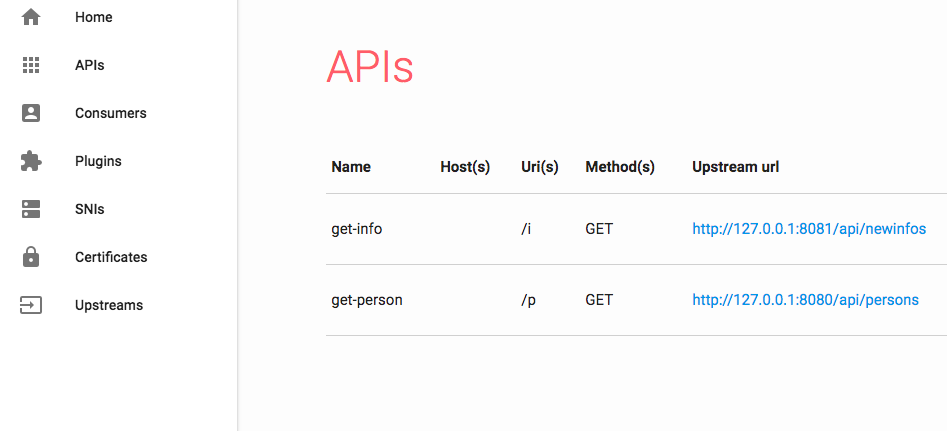 Home
APIs
Consumers
Plugins
SNIs
Certificates
Upstreams
APIs
Name Host(s) Uri(s) Method(s) Upstream url
get-info /i GET http://127.0.0.1:8081/api/newinfos
get-person /p GET http://127.0.0.1:8080/api/persons